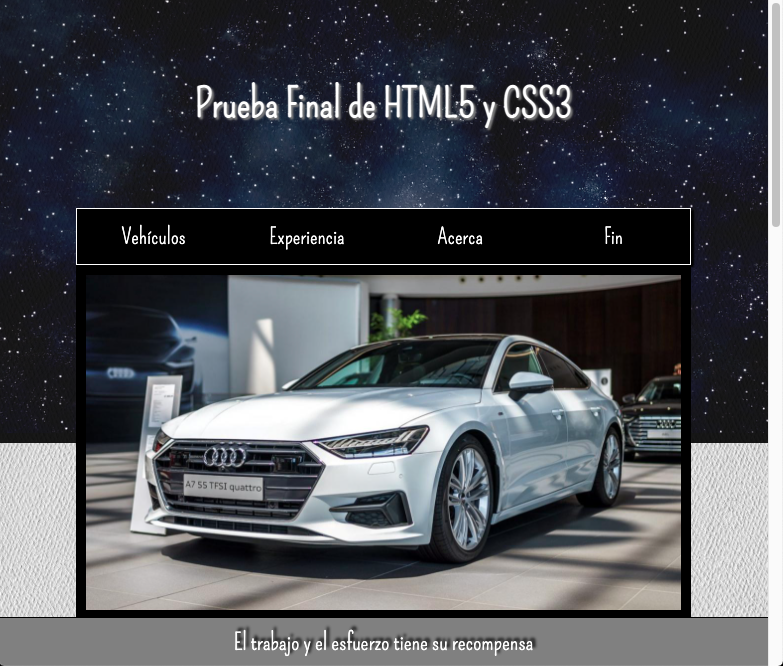 Prueba Final de HTML5 y CSS3
Vehículos Experiencia Acerca Fin
A7 55 TFSI quattro
El trabajo y el esfuerzo tiene su recompensa